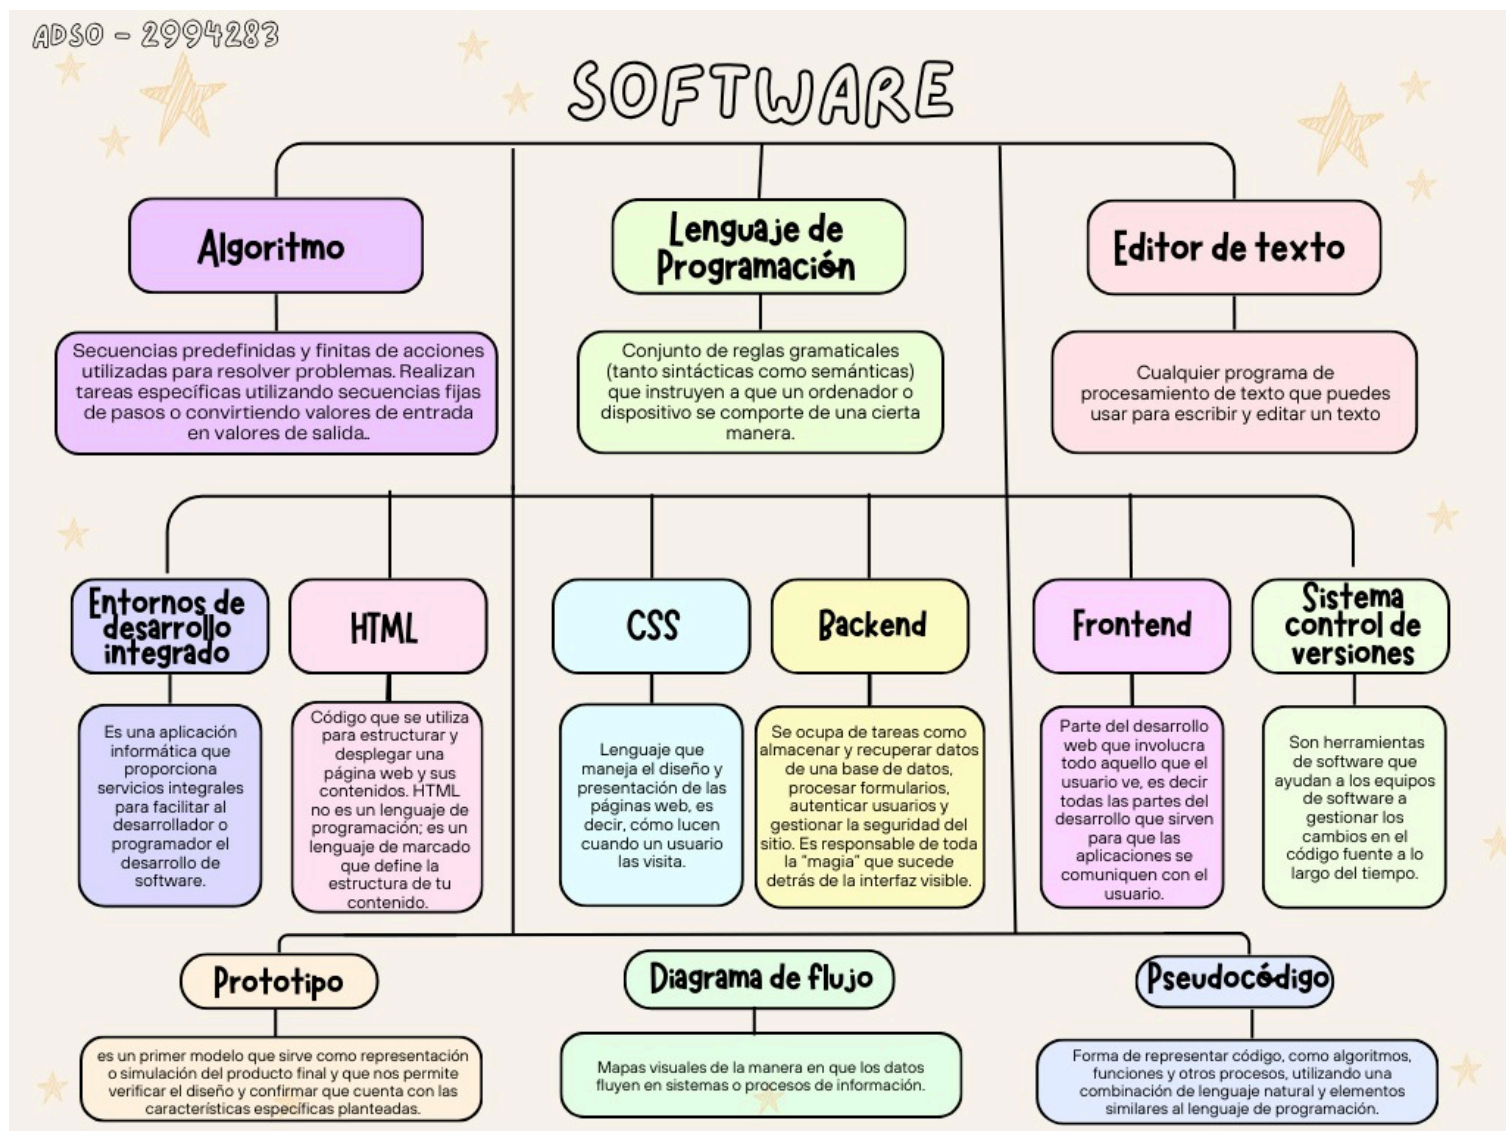 ADSO - 2994283
SOFTWARE
Algoritmo
Secuencias predefinidas y finitas de acciones
utilizadas para resolver problemas. Realizan
tareas específicas utilizando secuencias fijas
de pasos o convirtiendo valores de entrada
en valores de salida..
Lenguaje de
Programación
Conjunto de reglas gramaticales
(tanto sintácticas como semánticas)
que instruyen a que un ordenador o
dispositivo se comporte de una cierta
manera.
Editor de texto
Cualquier programa de
procesamiento de texto que puedes
usar para escribir y editar un texto
Entornos de
desarrollo
integrado
Es una aplicación
informática que
proporciona
servicios integrales
para facilitar al
desarrollador o
programador el
desarrollo de
software.
HTML
Código que se utiliza
para estructurar y
desplegar una
página web y sus
contenidos. HTML
no es un lenguaje de
programación; es un
lenguaje de marcado
que define la
estructura de tu
contenido.
CSS
Lenguaje que
maneja el diseño y
presentación de las
páginas web, es
decir, cómo lucen
cuando un usuario
las visita.
Backend
Se ocupa de tareas como
almacenar y recuperar datos
de una base de datos,
procesar formularios,
autenticar usuarios y
gestionar la seguridad del
sitio. Es responsable de toda
la "magia" que sucede
detrás de la interfaz visible.
Frontend
Parte del desarrollo
web que involucra
todo aquello que el
usuario ve, es decir
todas las partes del
desarrollo que sirven
para que las
aplicaciones se
comuniquen con el
usuario.
Sistema
control de
versiones
Son herramientas
de software que
ayudan a los equipos
de software a
gestionar los
cambios en el
código fuente a lo
largo del tiempo.
Prototipo
es un primer modelo que sirve como representación
o simulación del producto final y que nos permite
verificar el diseño y confirmar que cuenta con las
características específicas planteadas.
Diagrama de flujo
Mapas visuales de la manera en que los datos
fluyen en sistemas o procesos de información.
Pseudocódigo
Forma de representar código, como algoritmos,
funciones y otros procesos, utilizando una
combinación de lenguaje natural y elementos
similares al lenguaje de programación.